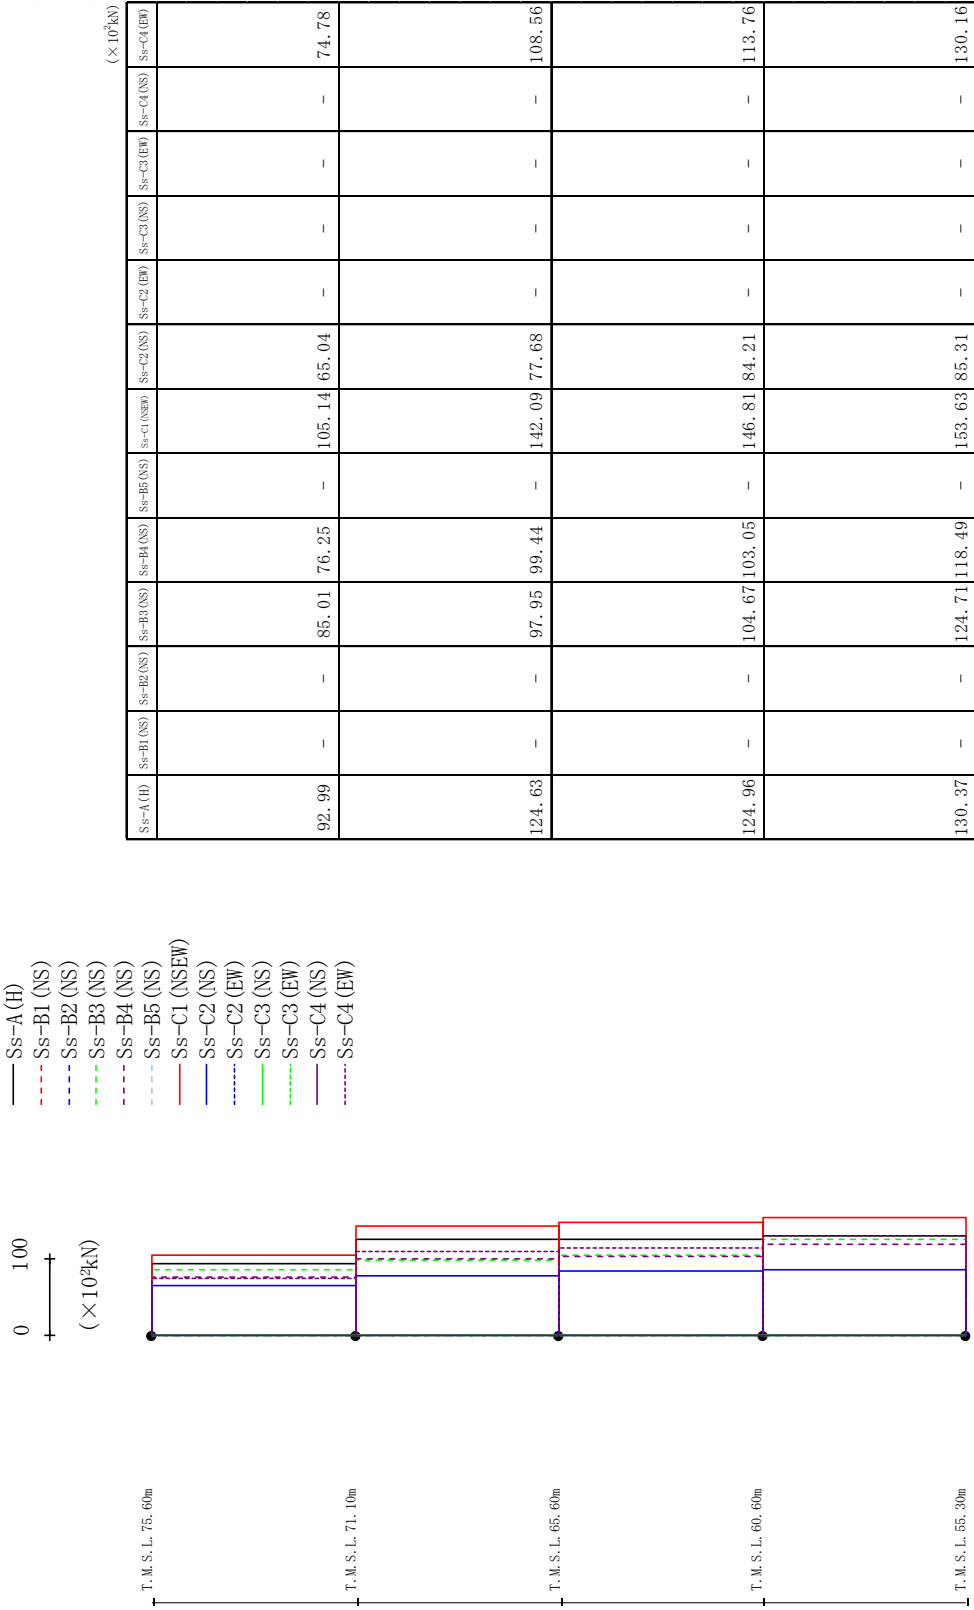 0 100
(×10²kN)
Ss-A(H)
Ss-B1(NS)
Ss-B2(NS)
Ss-B3(NS)
Ss-B4(NS)
Ss-B5(NS)
Ss-C1(NSEW)
Ss-C2(NS)
Ss-C2(EW)
Ss-C3(NS)
Ss-C3(EW)
Ss-C4(NS)
Ss-C4(EW)
T.M.S.L. 75.60m
T.M.S.L. 71.10m
T.M.S.L. 65.60m
T.M.S.L. 60.60m
T.M.S.L. 55.30m
(×10²kN)
Ss-A(H) Ss-B1(NS) Ss-B2(NS) Ss-B3(NS) Ss-B4(NS) Ss-B5(NS) Ss-C1(NSEW) Ss-C2(NS) Ss-C2(EW) Ss-C3(NS) Ss-C3(EW) Ss-C4(NS) Ss-C4(EW)
92.99 - - 85.01 76.25 - 105.14 65.04 - - - - 74.78
124.63 - - 97.95 99.44 - 142.09 77.68 - - - - 108.56
124.96 - - 104.67 103.05 - 146.81 84.21 - - - - 113.76
130.37 - - 124.71 118.49 - 153.63 85.31 - - - - 130.16